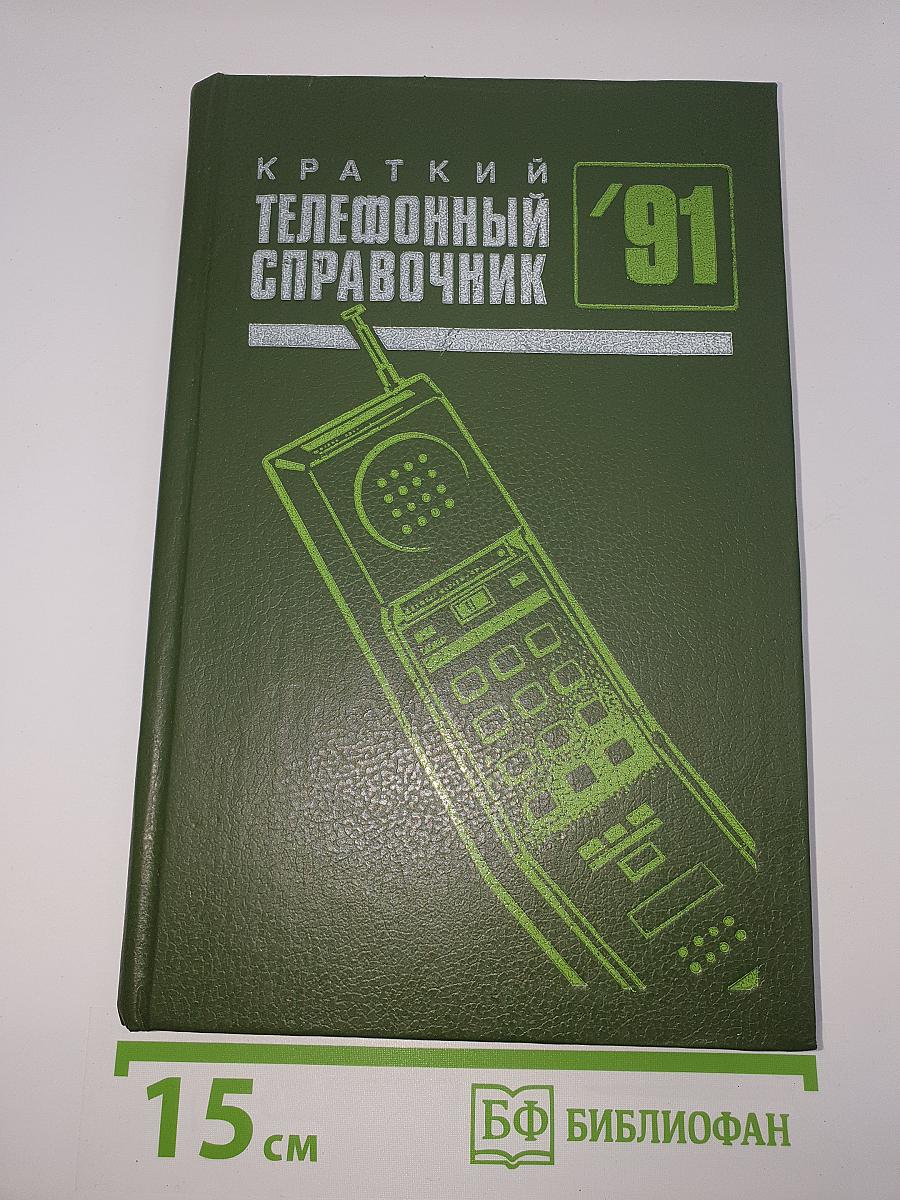 КРАТКИЙ
ТЕЛЕФОННЫЙ
СПРАВОЧНИК
'91
15 см
БФ БИБЛИОФАН